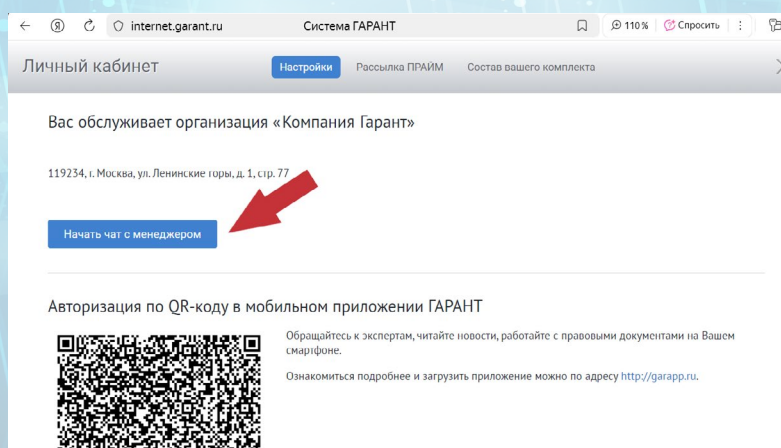 internet.garant.ru Система ГАРАНТ 110 % Спросить
Личный кабинет Настройки Рассылка ПРАЙМ Состав вашего комплекта
Вас обслуживает организация «Компания Гарант»
119234, г. Москва, ул. Ленинские горы, д. 1, стр. 77
Начать чат с менеджером
Авторизация по QR-коду в мобильном приложении ГАРАНТ
Обращайтесь к экспертам, читайте новости, работайте с правовыми документами на Вашем
смартфоне.
Ознакомиться подробнее и загрузить приложение можно по адресу http://garapp.ru.